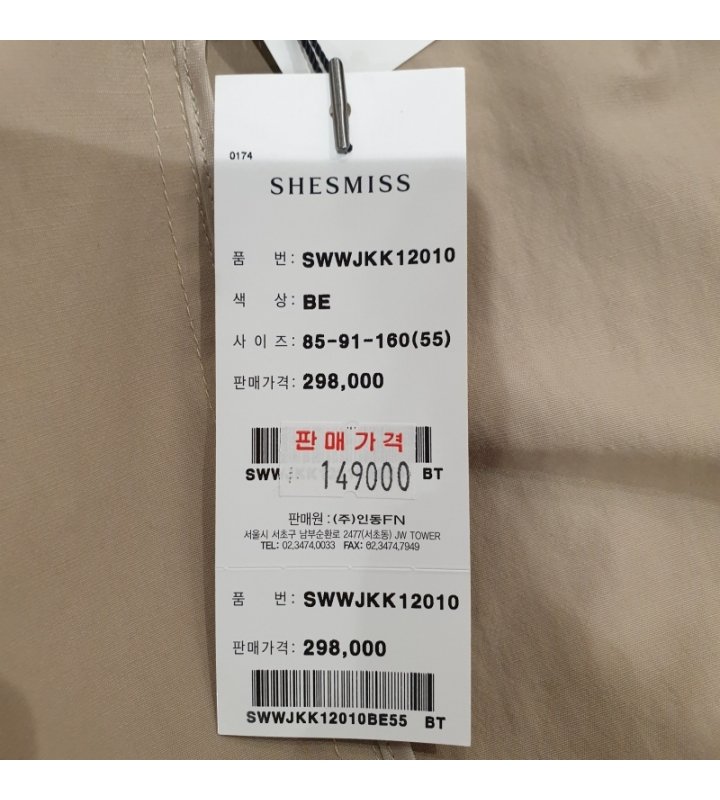 0174
SHESMISS
품 번: SWWJKK12010
색 상: BE
사 이 즈: 85-91-160(55)
판매가격: 298,000
판매가격
149000
SWW BT
판매원 : (주)인동FN
서울시 서초구 남부순환로 2477(서초동) JW TOWER
TEL: 02.3474.0033 FAX: 02.3474.7949
품 번: SWWJKK12010
판매가격: 298,000
SWWJKK12010BE55 BT